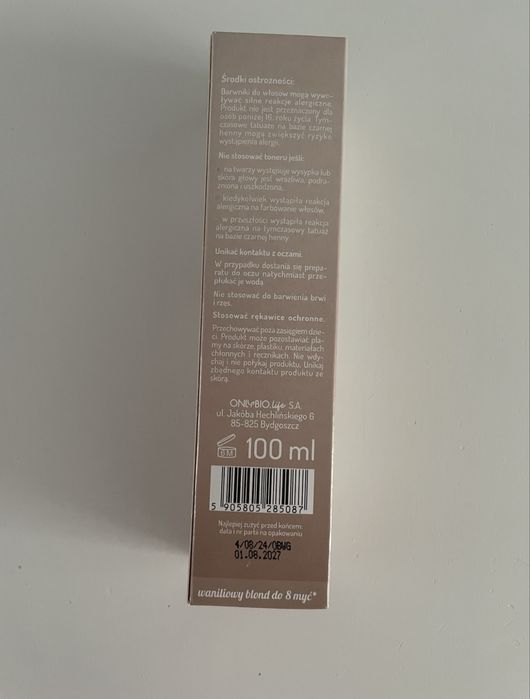 Środki ostrożności:
Barwniki do włosów mogą wywo-
ływać silne reakcje alergiczne.
Produkt nie jest przeznaczony dla
osób poniżej 16. roku życia. Tym-
czasowe tatuaże na bazie czarnej
henny mogą zwiększyć ryzyko
wystąpienia alergii.
Nie stosować toneru jeśli:
- na twarzy występuje wysypka lub
skóra głowy jest wrażliwa, podra-
żniona i uszkodzona,
- kiedykolwiek wystąpiła reakcja
alergiczna na farbowanie włosów,
- w przeszłości wystąpiła reakcja
alergiczna na tymczasowy tatuaż
na bazie czarnej henny.
Unikać kontaktu z oczami.
W przypadku dostania się prepa-
ratu do oczu natychmiast prze-
płukać je wodą.
Nie stosować do barwienia brwi
i rzęs.
Stosować rękawice ochronne.
Przechowywać poza zasięgiem dzie-
ci. Produkt może pozostawiać pla-
my na skórze, plastiku, materiałach
chłonnych i ręcznikach. Nie wdy-
chaj i nie połykaj produktu. Unikaj
zbędnego kontaktu produktu ze
skórą.
ONLYBIO.life S.A.
ul. Jakóba Hechlińskiego 6
85-825 Bydgoszcz
6M 100 ml
5 905805 285087
Najlepiej zużyć przed końcem:
data i nr partii na opakowaniu
4/08/24/OBWG
01.08.2027
waniliowy blond do 8 myć*